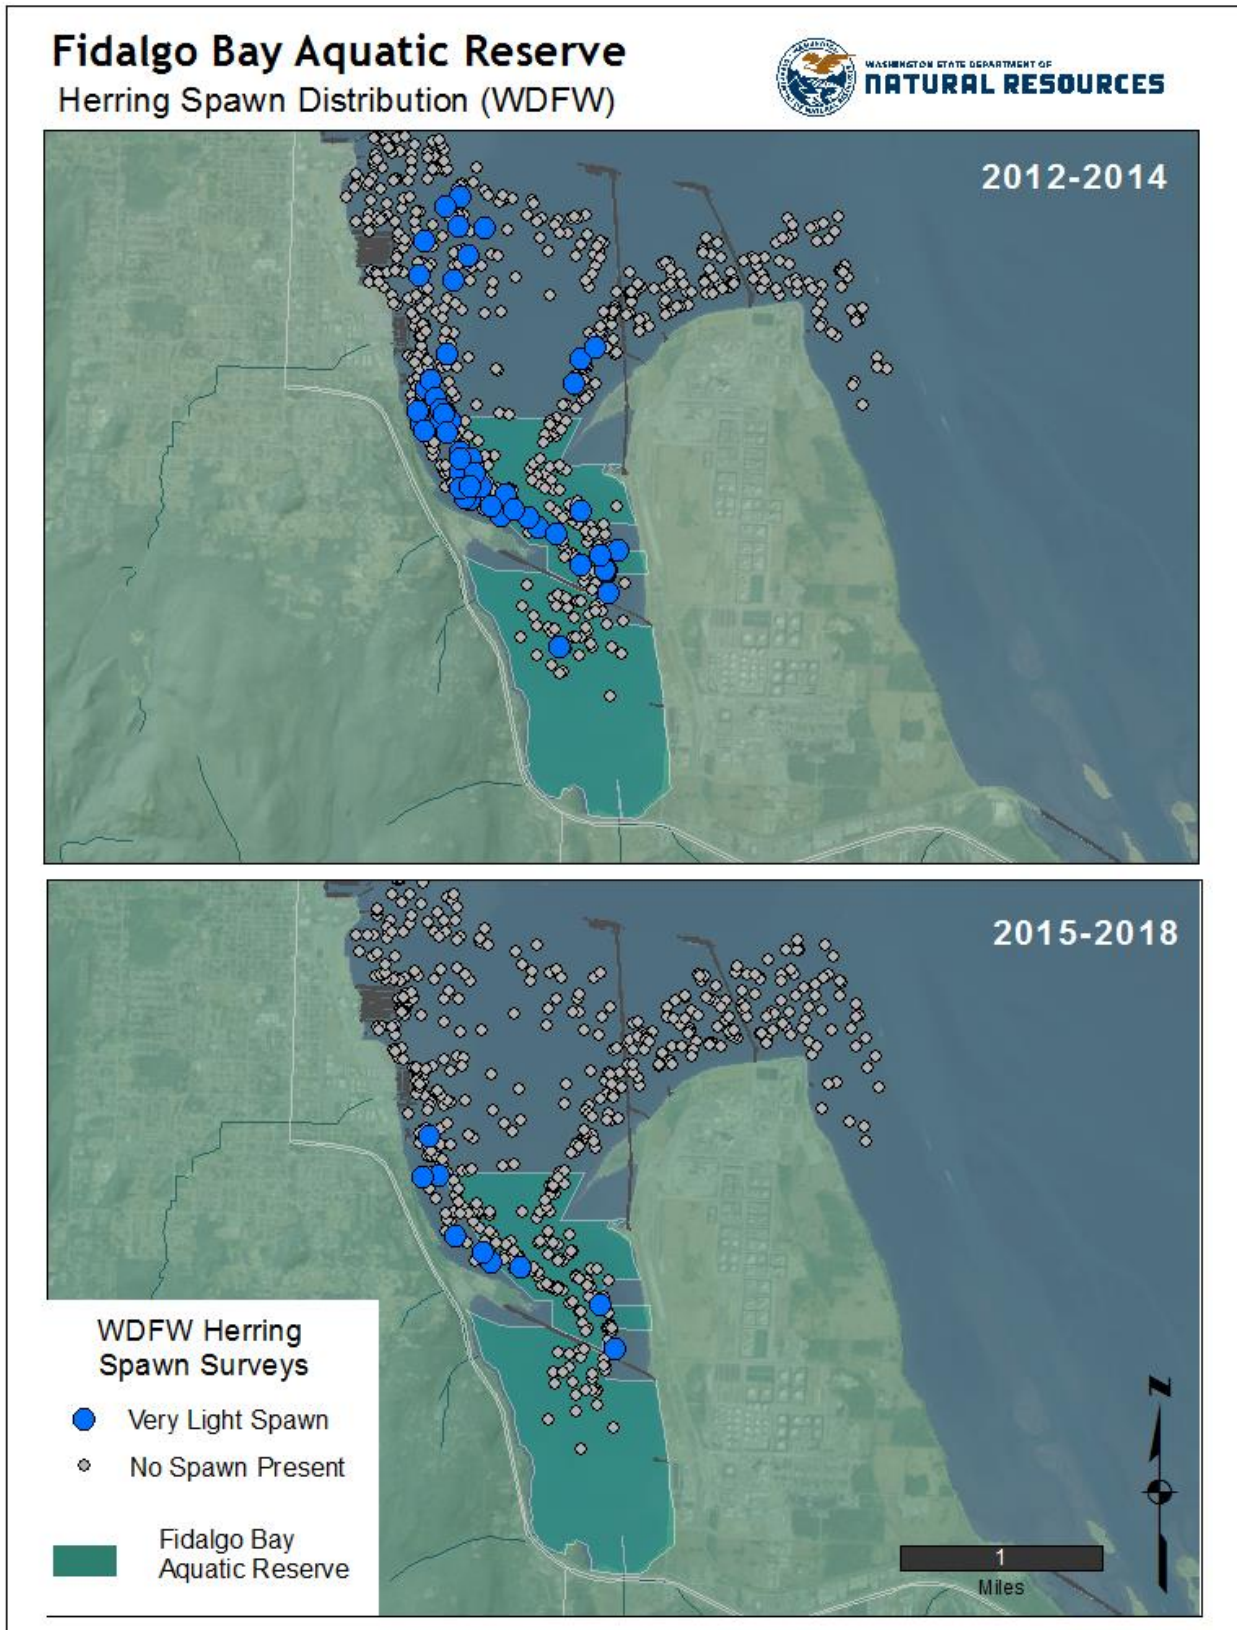 Fidalgo Bay Aquatic Reserve
Herring Spawn Distribution (WDFW)
WASHINGTON STATE DEPARTMENT OF
NATURAL RESOURCES
2012-2014
2015-2018
WDFW Herring
Spawn Surveys
Very Light Spawn
No Spawn Present
Fidalgo Bay
Aquatic Reserve
N
1
Miles